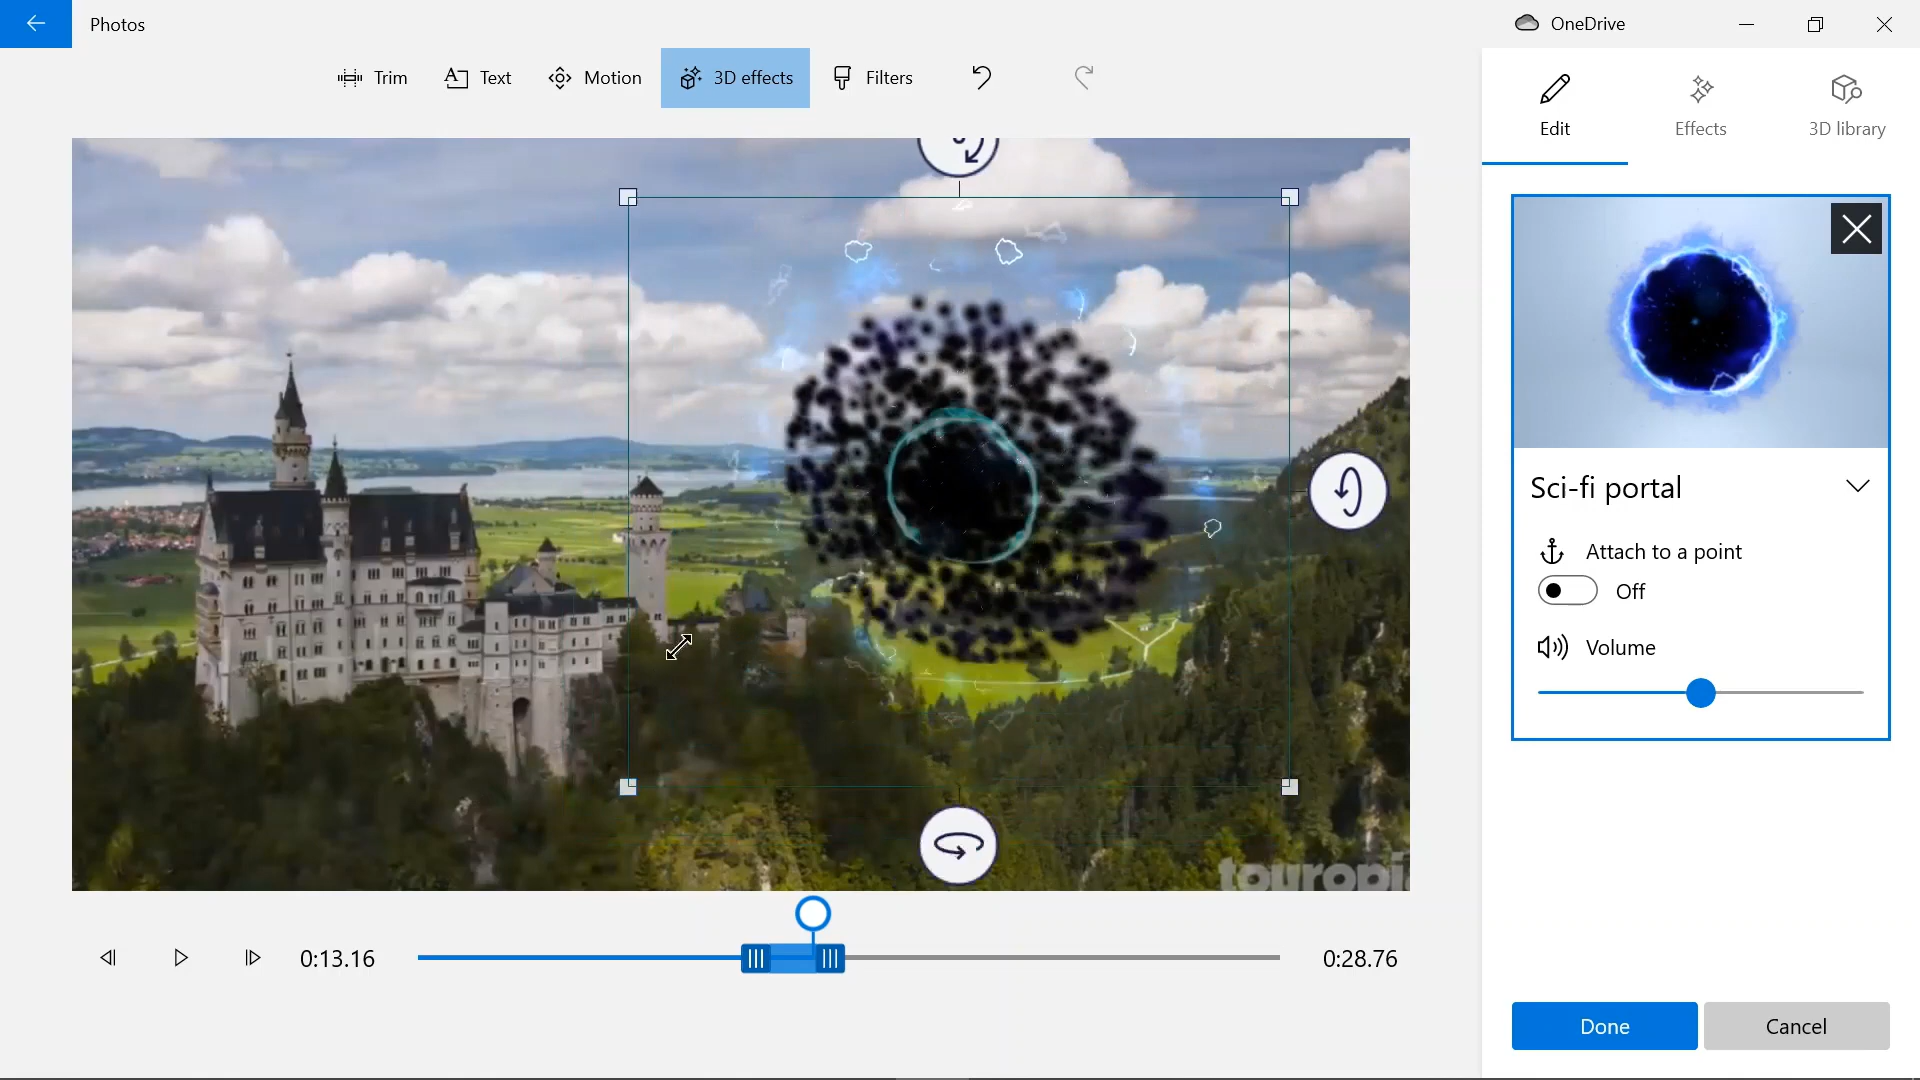 Photos
OneDrive
Trim
Text
Motion
3D effects
Filters
Edit
Effects
3D library
Sci-fi portal
Attach to a point
Off
Volume
touropi
0:13.16
0:28.76
Done
Cancel